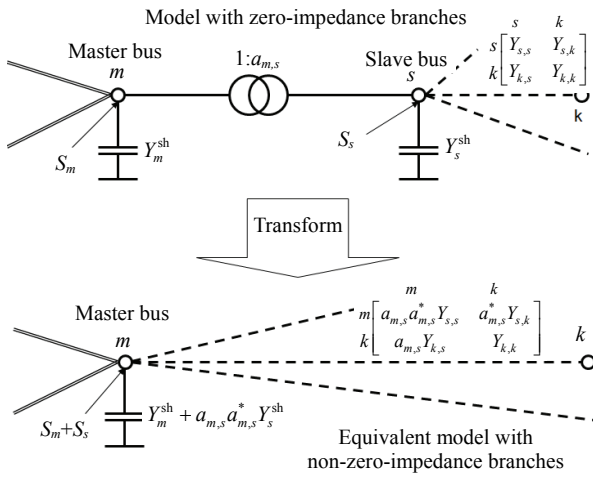 Model with zero-impedance branches
Master bus
m
1:a_{m,s}
Slave bus
s
s k
s [ Y_{s,s} Y_{s,k} ]
k [ Y_{k,s} Y_{k,k} ]
k
S_m
Y_m^{sh}
S_s
Y_s^{sh}
Transform
Master bus
m
m k
m [ a_{m,s}a^*_{m,s}Y_{s,s} a^*_{m,s}Y_{s,k} ]
k [ a_{m,s}Y_{k,s} Y_{k,k} ]
k
S_m+S_s
Y_m^{sh} + a_{m,s}a^*_{m,s}Y_s^{sh}
Equivalent model with
non-zero-impedance branches